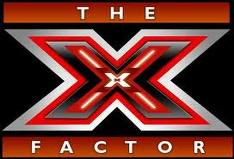 THE
X
FACTOR